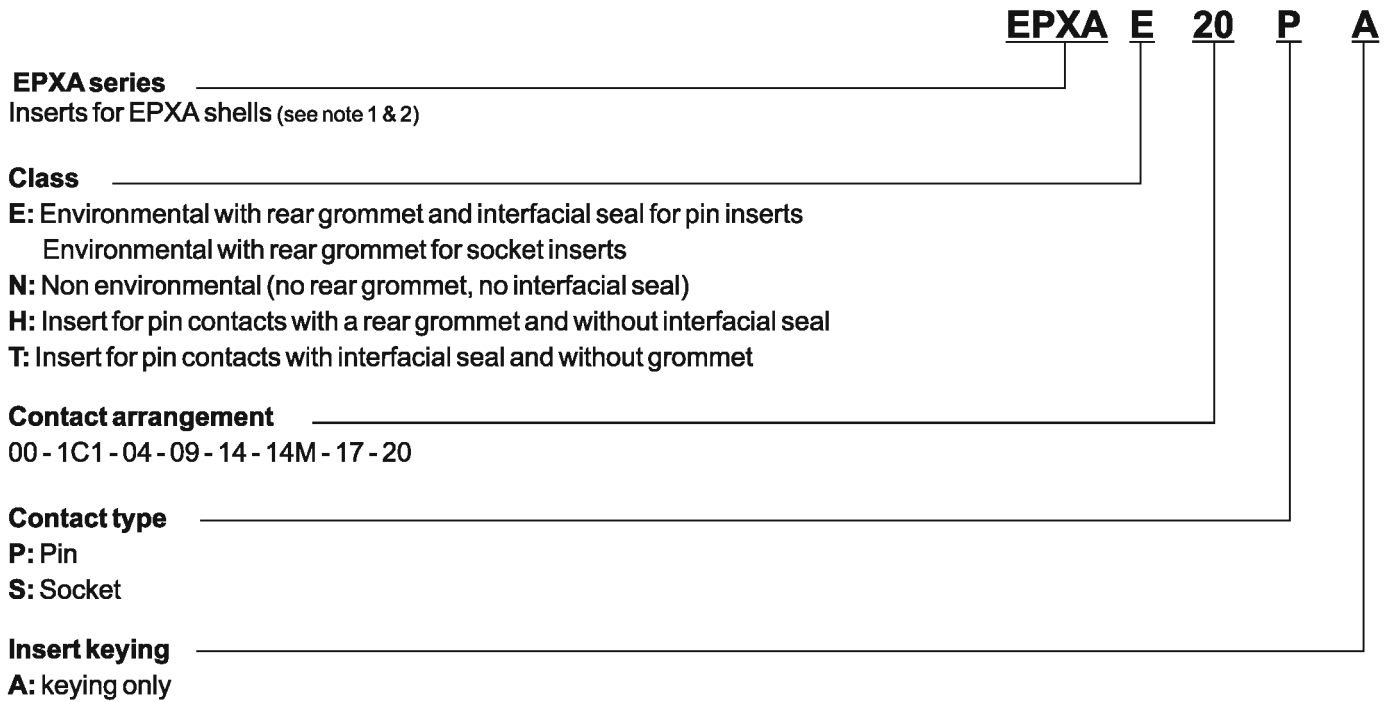 EPXA E 20 P A
EPXA series
Inserts for EPXA shells (see note 1 & 2)
Class
E: Environmental with rear grommet and interfacial seal for pin inserts
Environmental with rear grommet for socket inserts
N: Non environmental (no rear grommet, no interfacial seal)
H: Insert for pin contacts with a rear grommet and without interfacial seal
T: Insert for pin contacts with interfacial seal and without grommet
Contact arrangement
00 - 1C1 - 04 - 09 - 14 - 14M - 17 - 20
Contact type
P: Pin
S: Socket
Insert keying
A: keying only